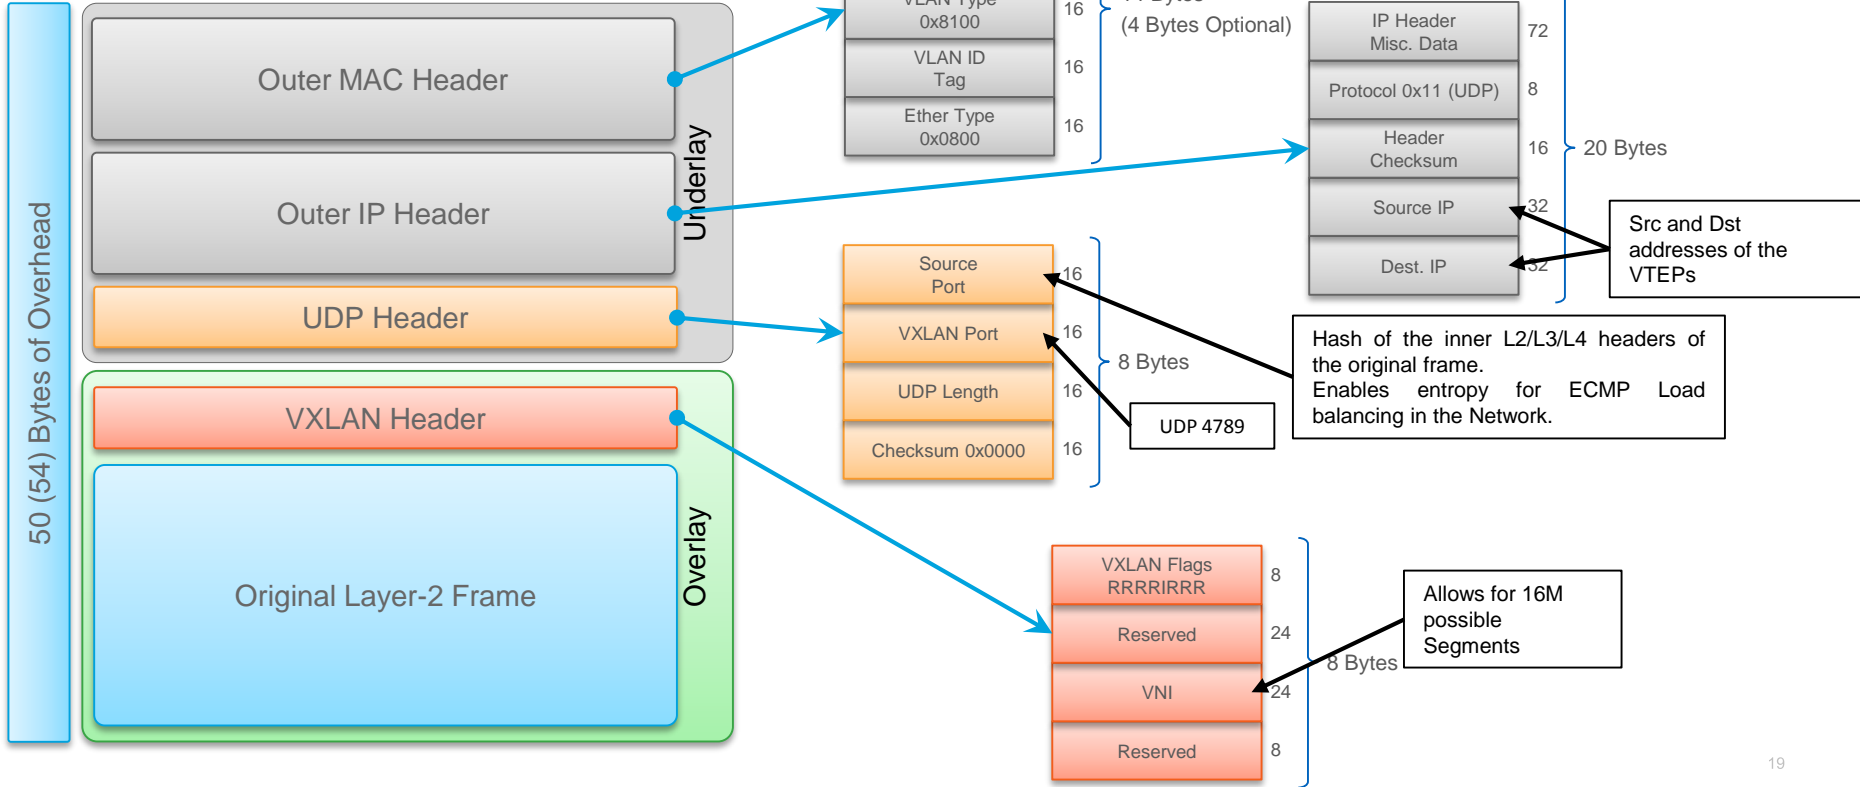 50 (54) Bytes of Overhead
Outer MAC Header
Outer IP Header
UDP Header
Underlay
VXLAN Header
Original Layer-2 Frame
Overlay
VLAN Type
0x8100
16
VLAN ID
Tag
16
Ether Type
0x0800
16
Bytes
(4 Bytes Optional)
IP Header
Misc. Data
72
Protocol 0x11 (UDP)
8
Header
Checksum
16
Source IP
32
Dest. IP
32
20 Bytes
Src and Dst
addresses of the
VTEPs
Source
Port
16
VXLAN Port
16
UDP Length
16
Checksum 0x0000
16
8 Bytes
UDP 4789
Hash of the inner L2/L3/L4 headers of
the original frame.
Enables entropy for ECMP Load
balancing in the Network.
VXLAN Flags
RRRRIRRR
8
Reserved
24
VNI
24
Reserved
8
8 Bytes
Allows for 16M
possible
Segments
19